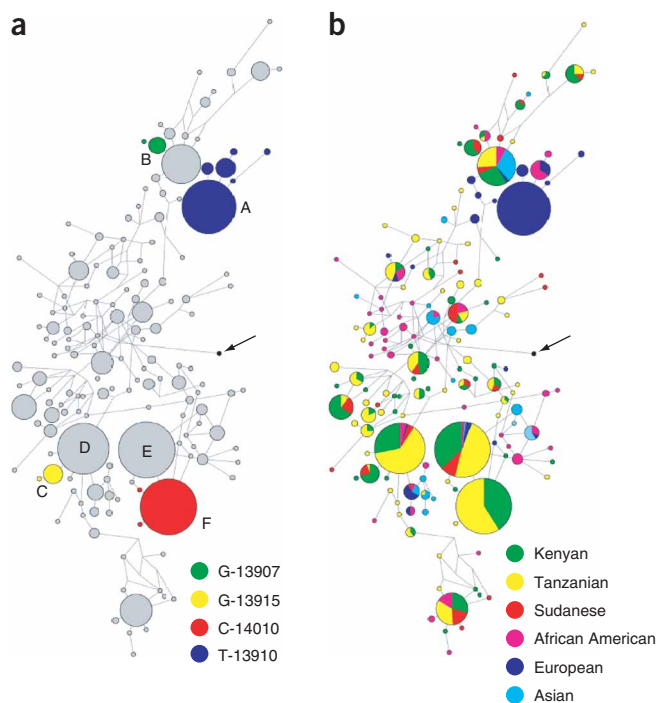 a
b
B
A
D
E
C
F
G-13907
G-13915
C-14010
T-13910
Kenyan
Tanzanian
Sudanese
African American
European
Asian